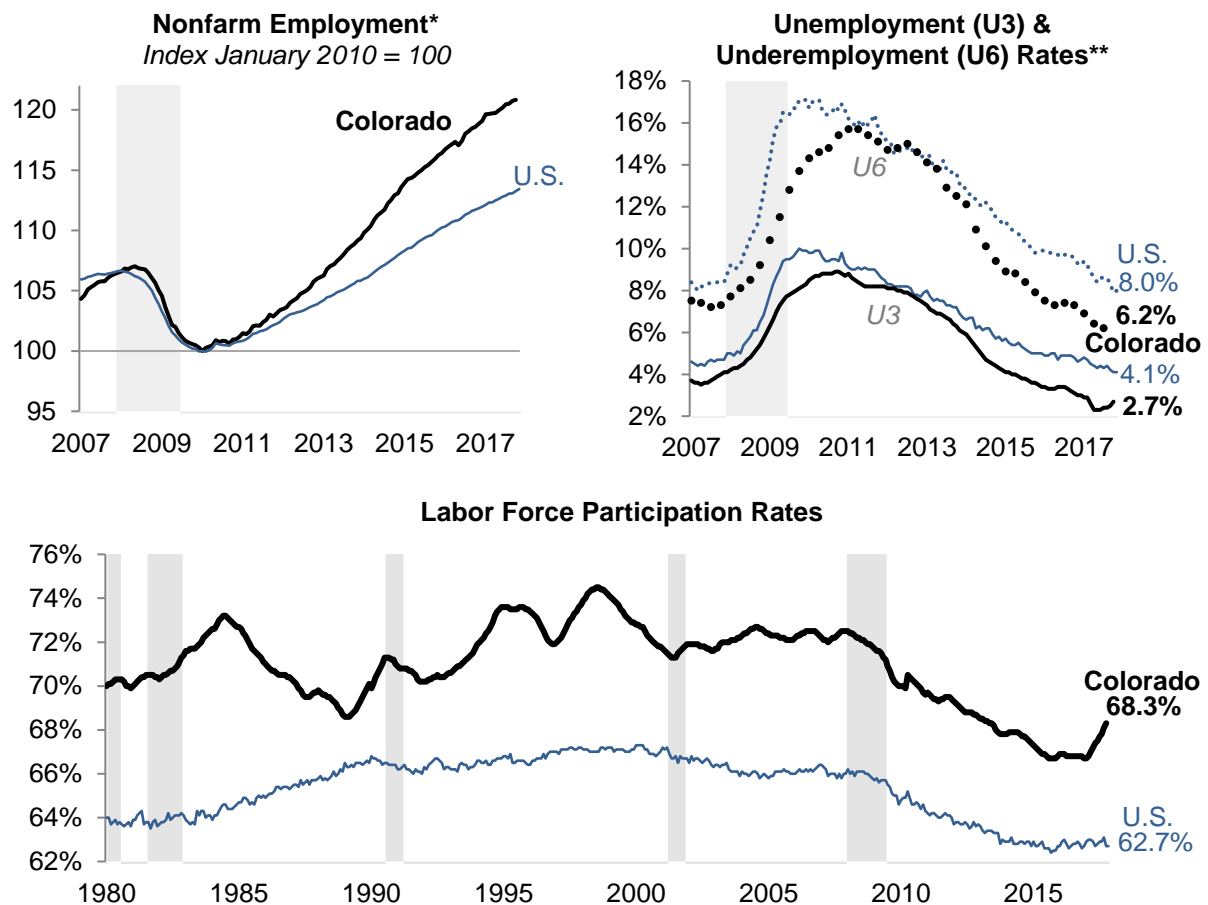 Nonfarm Employment*
Index January 2010 = 100
120
115
110
105
100
95
Colorado
U.S.
2007 2009 2011 2013 2015 2017
Unemployment (U3) &
Underemployment (U6) Rates**
18%
16%
14%
12%
10%
8%
6%
4%
2%
U6
U3
U.S.
8.0%
6.2%
Colorado
4.1%
2.7%
2007 2009 2011 2013 2015 2017
Labor Force Participation Rates
76%
74%
72%
70%
68%
66%
64%
62%
Colorado
68.3%
U.S.
62.7%
1980 1985 1990 1995 2000 2005 2010 2015